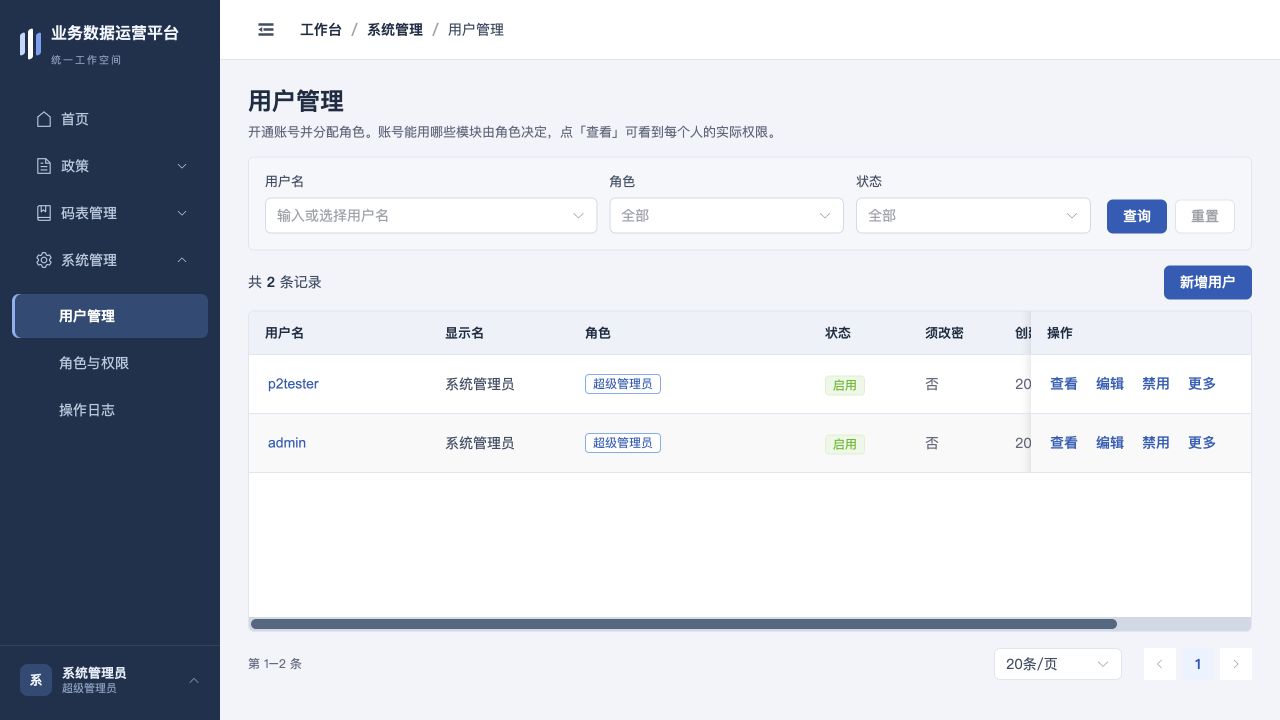 业务数据运营平台
统一工作空间
首页
政策
码表管理
系统管理
用户管理
角色与权限
操作日志
系
系统管理员
超级管理员
工作台 / 系统管理 / 用户管理
用户管理
开通账号并分配角色。账号能用哪些模块由角色决定，点「查看」可看到每个人的实际权限。
用户名 角色 状态
输入或选择用户名 全部 全部 查询 重置
共 2 条记录 新增用户
用户名 显示名 角色 状态 须改密 创 操作
p2tester 系统管理员 超级管理员 启用 否 20 查看 编辑 禁用 更多
admin 系统管理员 超级管理员 启用 否 20 查看 编辑 禁用 更多
第 1–2 条 20条/页 1